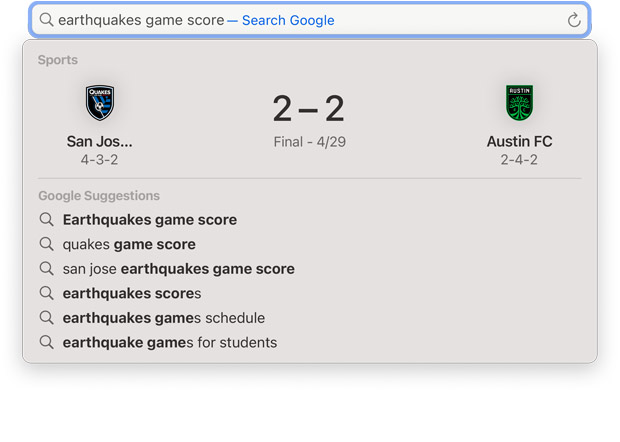 earthquakes game score — Search Google
Sports
QUAKES
AUSTIN
2 – 2
San Jos...
Final - 4/29
Austin FC
4-3-2
2-4-2
Google Suggestions
Earthquakes game score
quakes game score
san jose earthquakes game score
earthquakes scores
earthquakes games schedule
earthquake games for students